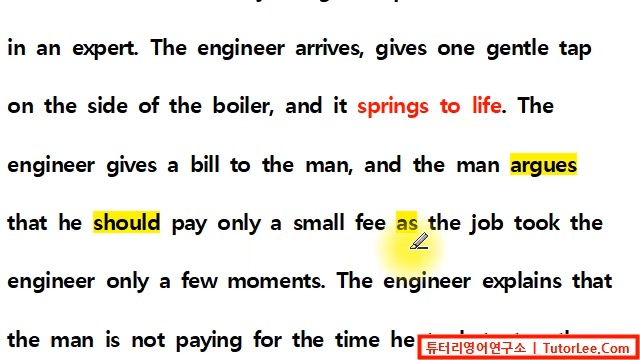 in an expert. The engineer arrives, gives one gentle tap
on the side of the boiler, and it springs to life. The
engineer gives a bill to the man, and the man argues
that he should pay only a small fee as the job took the
engineer only a few moments. The engineer explains that
the man is not paying for the time he
튜터리영어연구소 | TutorLee.Com